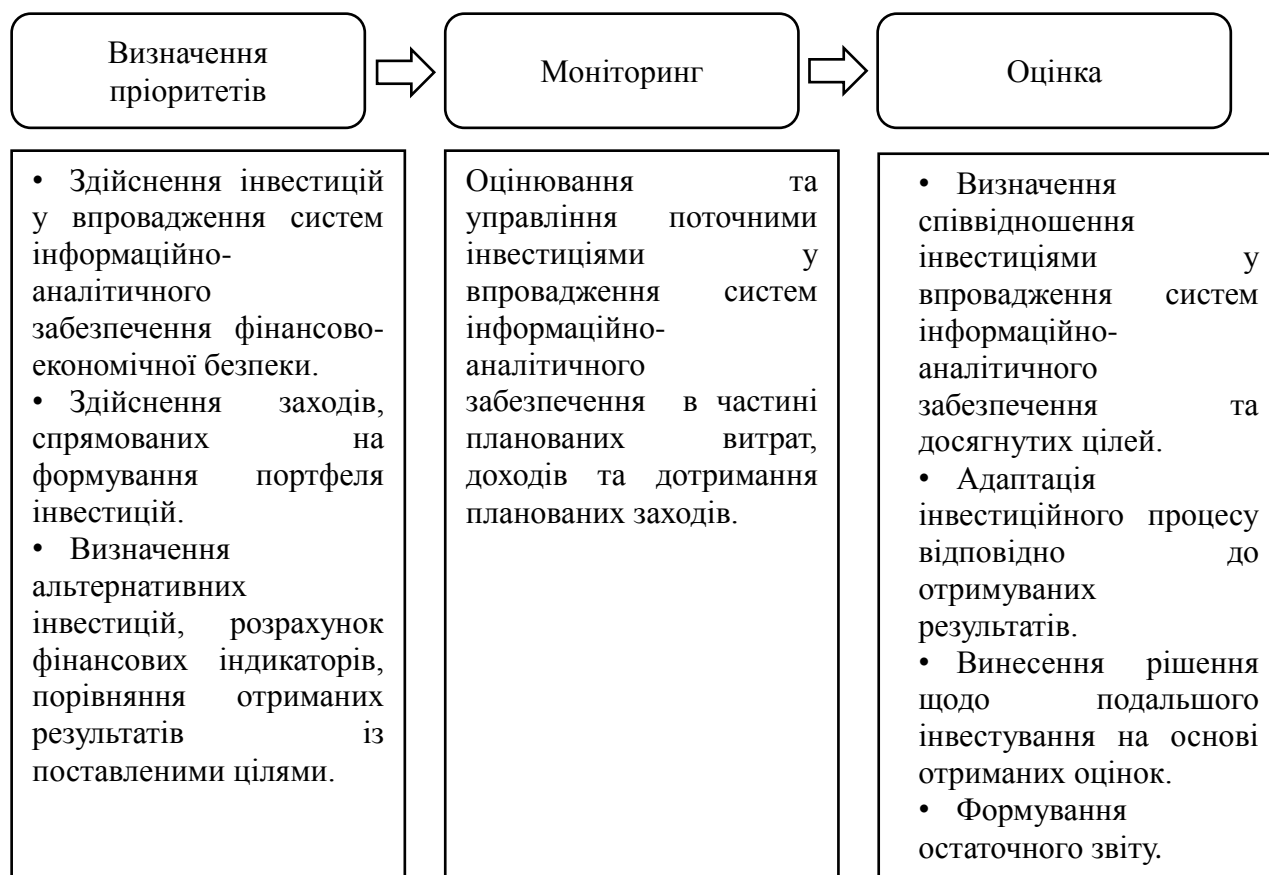 Визначення
пріоритетів
Моніторинг
Оцінка
• Здійснення інвестицій
у впровадження систем
інформаційно-
аналітичного
забезпечення фінансово-
економічної безпеки.
• Здійснення заходів,
спрямованих на
формування портфеля
інвестицій.
• Визначення
альтернативних
інвестицій, розрахунок
фінансових індикаторів,
порівняння отриманих
результатів із
поставленими цілями.
Оцінювання та
управління поточними
інвестиціями у
впровадження систем
інформаційно-
аналітичного
забезпечення в частині
планованих витрат,
доходів та дотримання
планованих заходів.
• Визначення
співвідношення
інвестиціями у
впровадження систем
інформаційно-
аналітичного
забезпечення та
досягнутих цілей.
• Адаптація
інвестиційного процесу
відповідно до
отримуваних
результатів.
• Винесення рішення
щодо подальшого
інвестування на основі
отриманих оцінок.
• Формування
остаточного звіту.